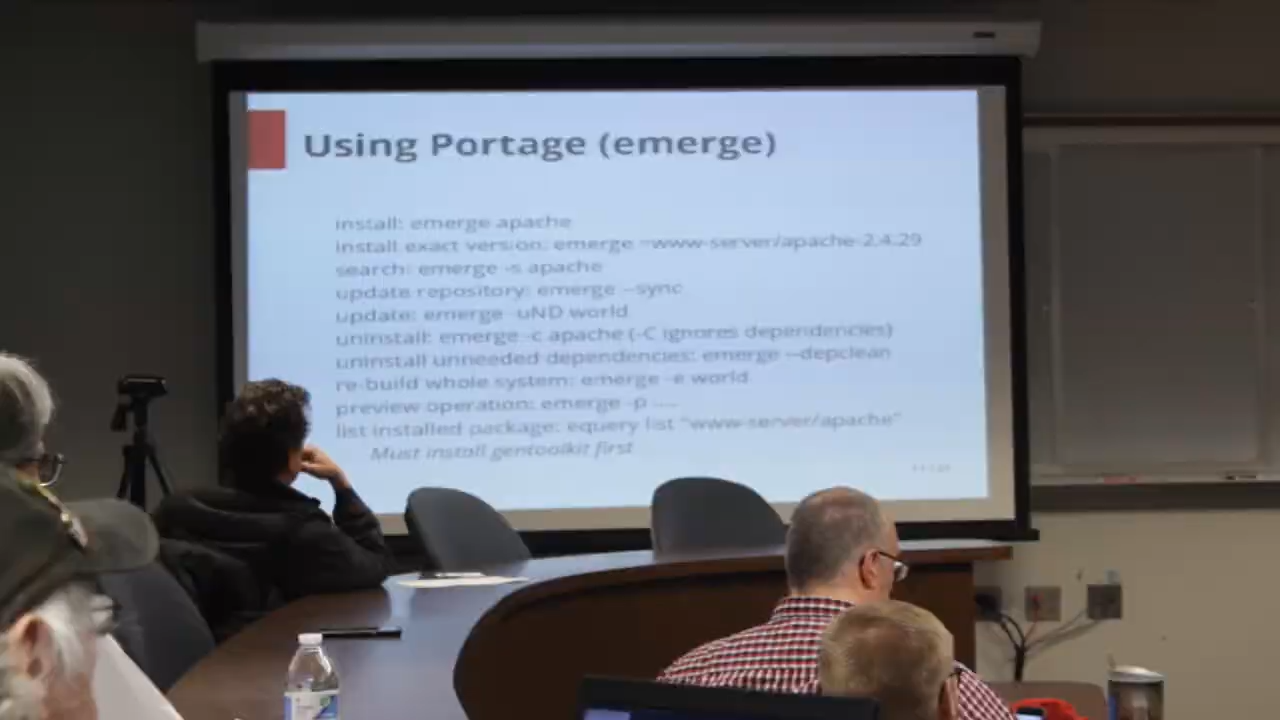 Using Portage (emerge)
install: emerge apache
install exact version: emerge =www-server/apache-2.4.29
search: emerge -s apache
update repository: emerge --sync
update: emerge -uND world
uninstall: emerge -c apache (-C ignores dependencies)
uninstall unneeded dependencies: emerge --depclean
re-build whole system: emerge -e world
preview operation: emerge -p ....
list installed package: equery list "www-server/apache"
Must install gentoolkit first